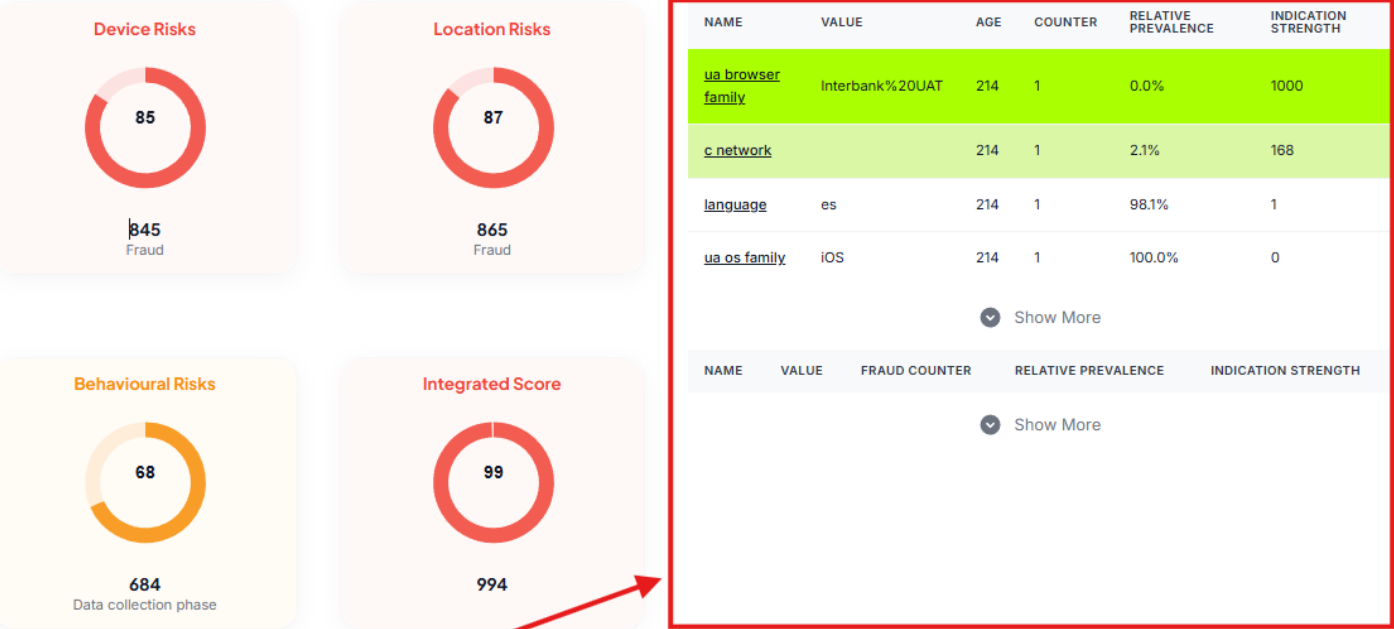 Device Risks
85
845
Fraud
Location Risks
87
865
Fraud
Behavioural Risks
68
684
Data collection phase
Integrated Score
99
994
NAME VALUE AGE COUNTER RELATIVE PREVALENCE INDICATION STRENGTH
ua browser family Interbank%20UAT 214 1 0.0% 1000
c network 214 1 2.1% 168
language es 214 1 98.1% 1
ua os family iOS 214 1 100.0% 0
Show More
NAME VALUE FRAUD COUNTER RELATIVE PREVALENCE INDICATION STRENGTH
Show More